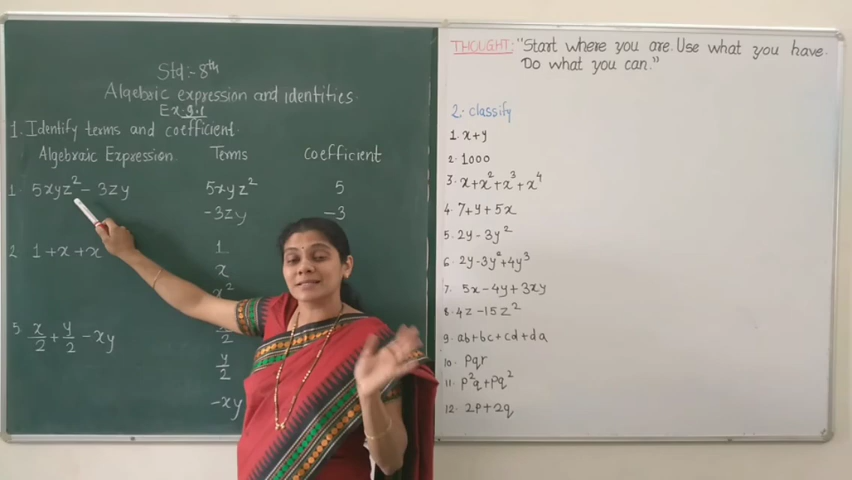 Std:- 8th
Algebraic expression and identities.
Ex 9.1
1. Identify terms and coefficient.
Algebraic Expression Terms Coefficient
1. 5xyz² - 3zy 5xyz² 5
-3zy -3
2. 1 + x + x 1
x
x²
5. x/2 + y/2 - xy
y/2
-xy
THOUGHT: "Start where you are. Use what you have.
Do what you can."
2. classify
1. x+y
2. 1000
3. x+x²+x³+x⁴
4. 7+y+5x
5. 2y-3y²
6. 2y-3y²+4y³
7. 5x-4y+3xy
8. 4z-15z²
9. ab+bc+cd+da
10. pqr
11. p²q+pq²
12. 2p+2q